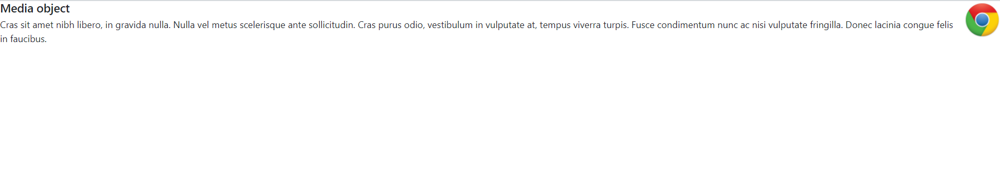 Media object
Cras sit amet nibh libero, in gravida nulla. Nulla vel metus scelerisque ante sollicitudin. Cras purus odio, vestibulum in vulputate at, tempus viverra turpis. Fusce condimentum nunc ac nisi vulputate fringilla. Donec lacinia congue felis
in faucibus.